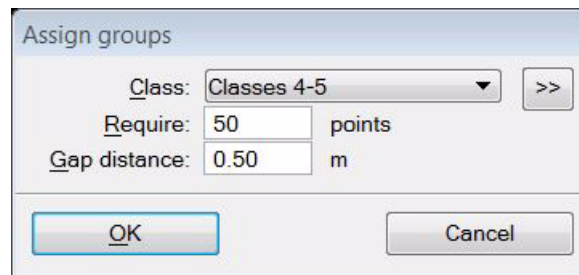 Assign groups
Class: Classes 4-5 >>
Require: 50 points
Gap distance: 0.50 m
OK Cancel